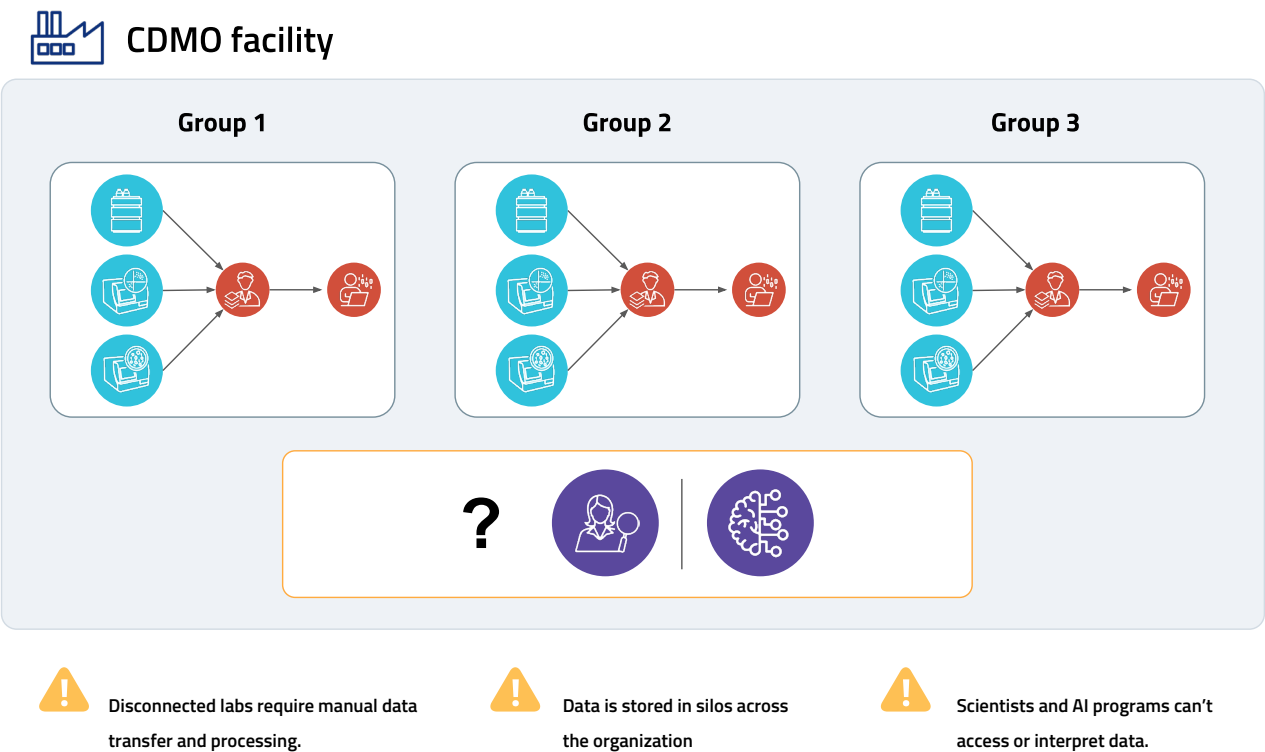 CDMO facility
Group 1
Group 2
Group 3
?
Disconnected labs require manual data
transfer and processing.
Data is stored in silos across
the organization
Scientists and AI programs can't
access or interpret data.